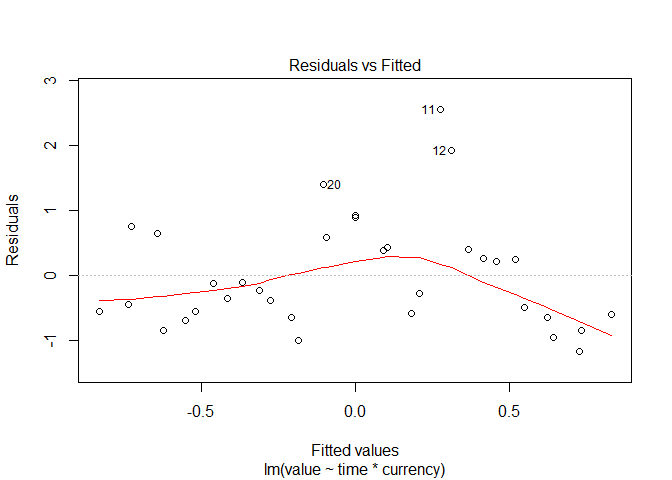 Residuals vs Fitted
Residuals
3
2
1
0
-1
11
12
20
-0.5
0.0
0.5
Fitted values
lm(value ~ time * currency)